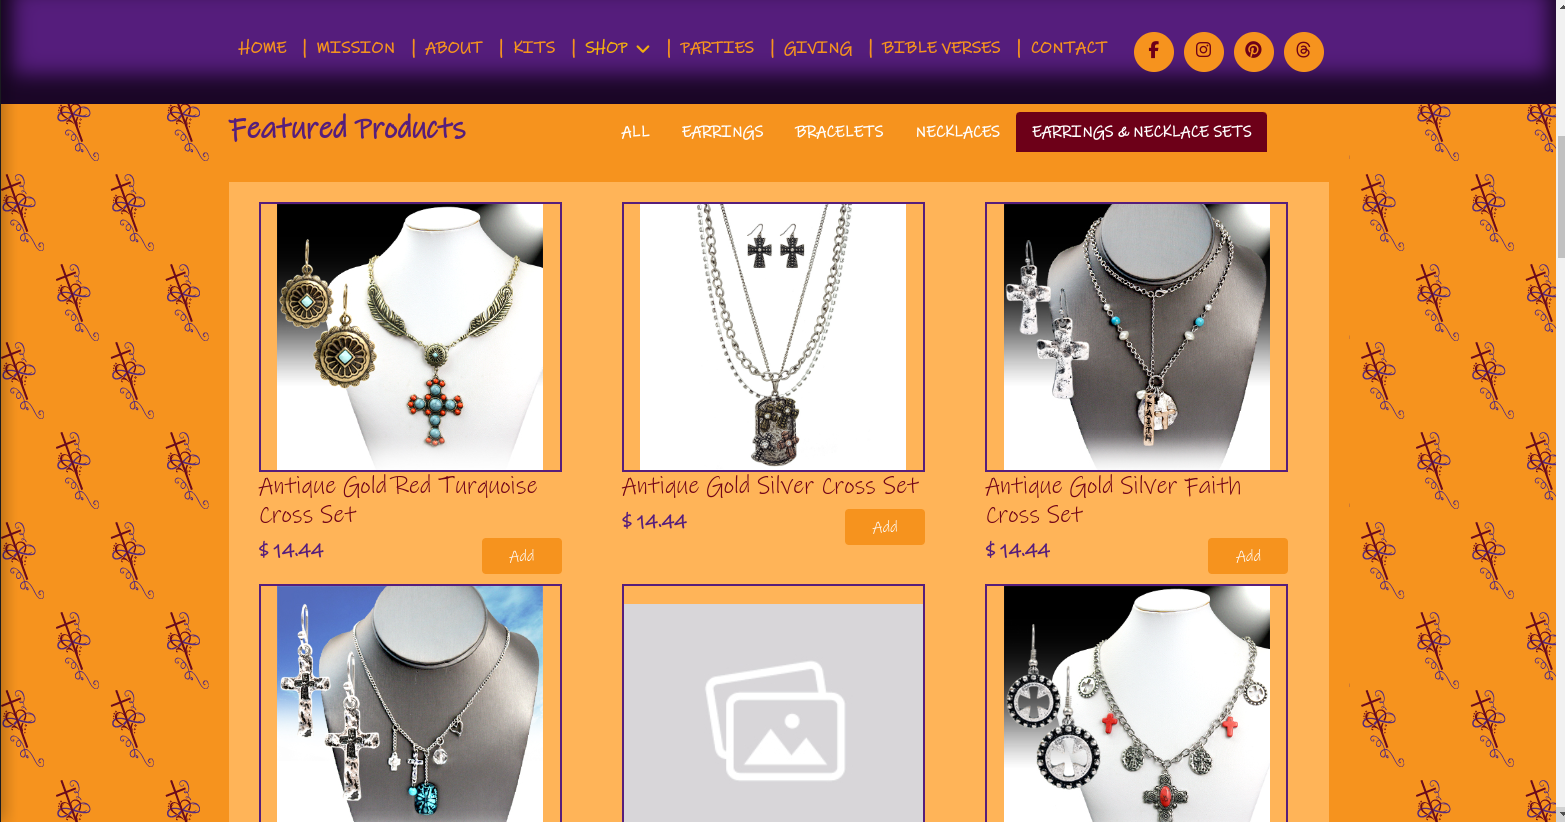 HOME | MISSION | ABOUT | KITS | SHOP | PARTIES | GIVING | BIBLE VERSES | CONTACT
Featured Products
ALL EARRINGS BRACELETS NECKLACES EARRINGS & NECKLACE SETS
Antique Gold Red Turquoise
Cross Set
$ 14.44
Add
Antique Gold Silver Cross Set
$ 14.44
Add
Antique Gold Silver Faith
Cross Set
$ 14.44
Add